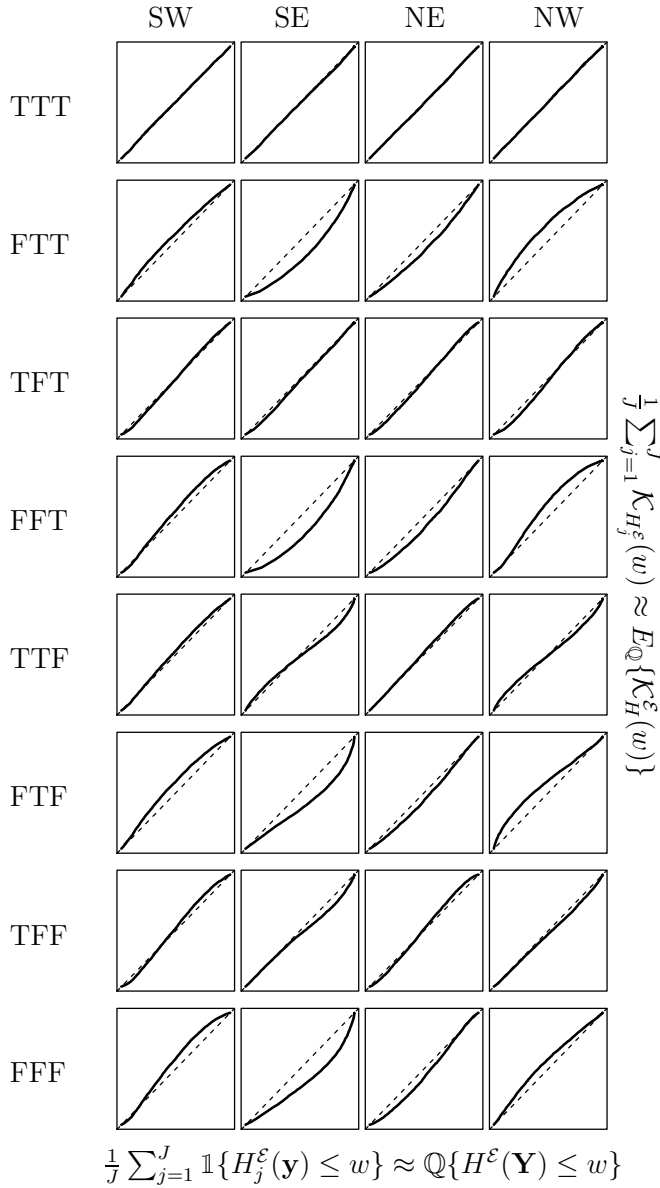 SW SE NE NW
TTT
FTT
TFT
FFT
TTF
FTF
TFF
FFF
$\frac{1}{J} \sum_{j=1}^{J} \mathcal{K}_{H_j^{\mathcal{E}}}(w) \approx E_{\mathbb{Q}}\{\mathcal{K}_H^{\mathcal{E}}(w)\}$
$\frac{1}{J} \sum_{j=1}^{J} \mathbb{1}\{H_j^{\mathcal{E}}(\mathbf{y}) \leq w\} \approx \mathbb{Q}\{H^{\mathcal{E}}(\mathbf{Y}) \leq w\}$